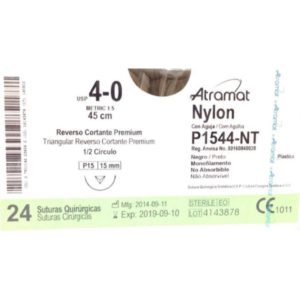 USP 4-0
METRIC 1.5
45 cm
Reverso Cortante Premium
Triangular Reverso Cortante Premium
1/2 Círculo
P15 15 mm
Atramat
Nylon
Con Aguja / Com Agulha
P1544-NT
Negro / Preto
Monofilamento
No Absorbible
Não Absorvível
24 Suturas Quirúrgicas
Suturas Cirúrgicas
Mfg: 2014-09-11
Exp: 2019-09-10
STERILE EO
LOT 4143878
CE 1011